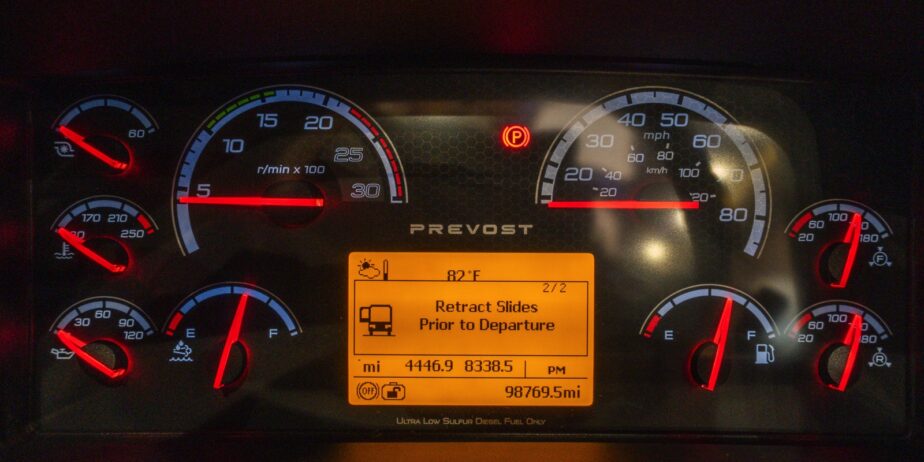 60
170 210
250
30 60 90
120
E F
5 10 15 20 25 30
r/min x 100
P
PREVOST
20 30 40 50 60 80
mph
20 40 60 80 100
km/h
82°F
2/2
Retract Slides
Prior to Departure
mi 4446.9 8338.5 PM
OFF 98769.5mi
ULTRA LOW SULFUR DIESEL FUEL ONLY
E F
60 100
20 180
F
60 100
20 180
R